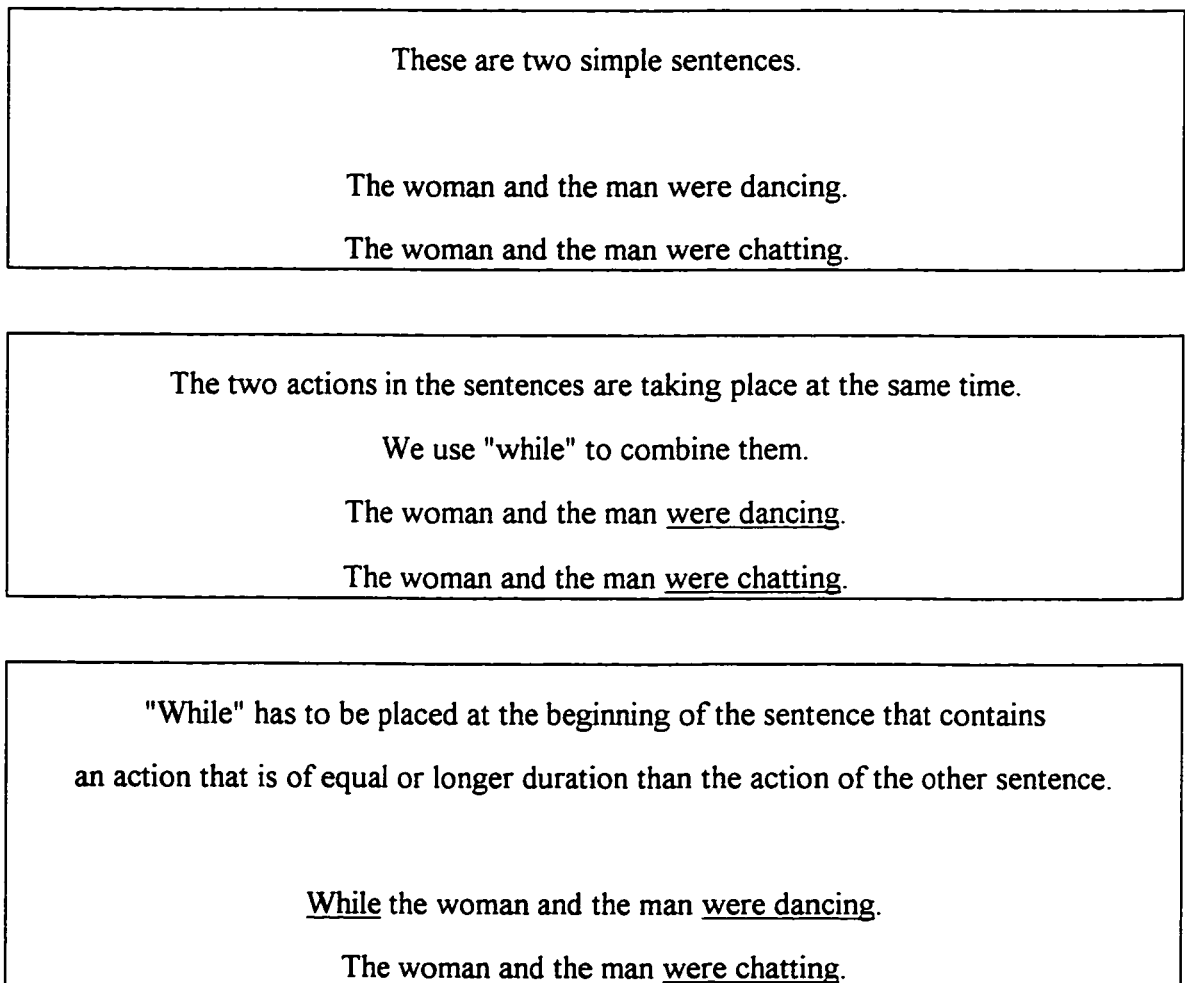 These are two simple sentences.
The woman and the man were dancing.
The woman and the man were chatting.
The two actions in the sentences are taking place at the same time.
We use "while" to combine them.
The woman and the man were dancing.
The woman and the man were chatting.
"While" has to be placed at the beginning of the sentence that contains
an action that is of equal or longer duration than the action of the other sentence.
While the woman and the man were dancing.
The woman and the man were chatting.